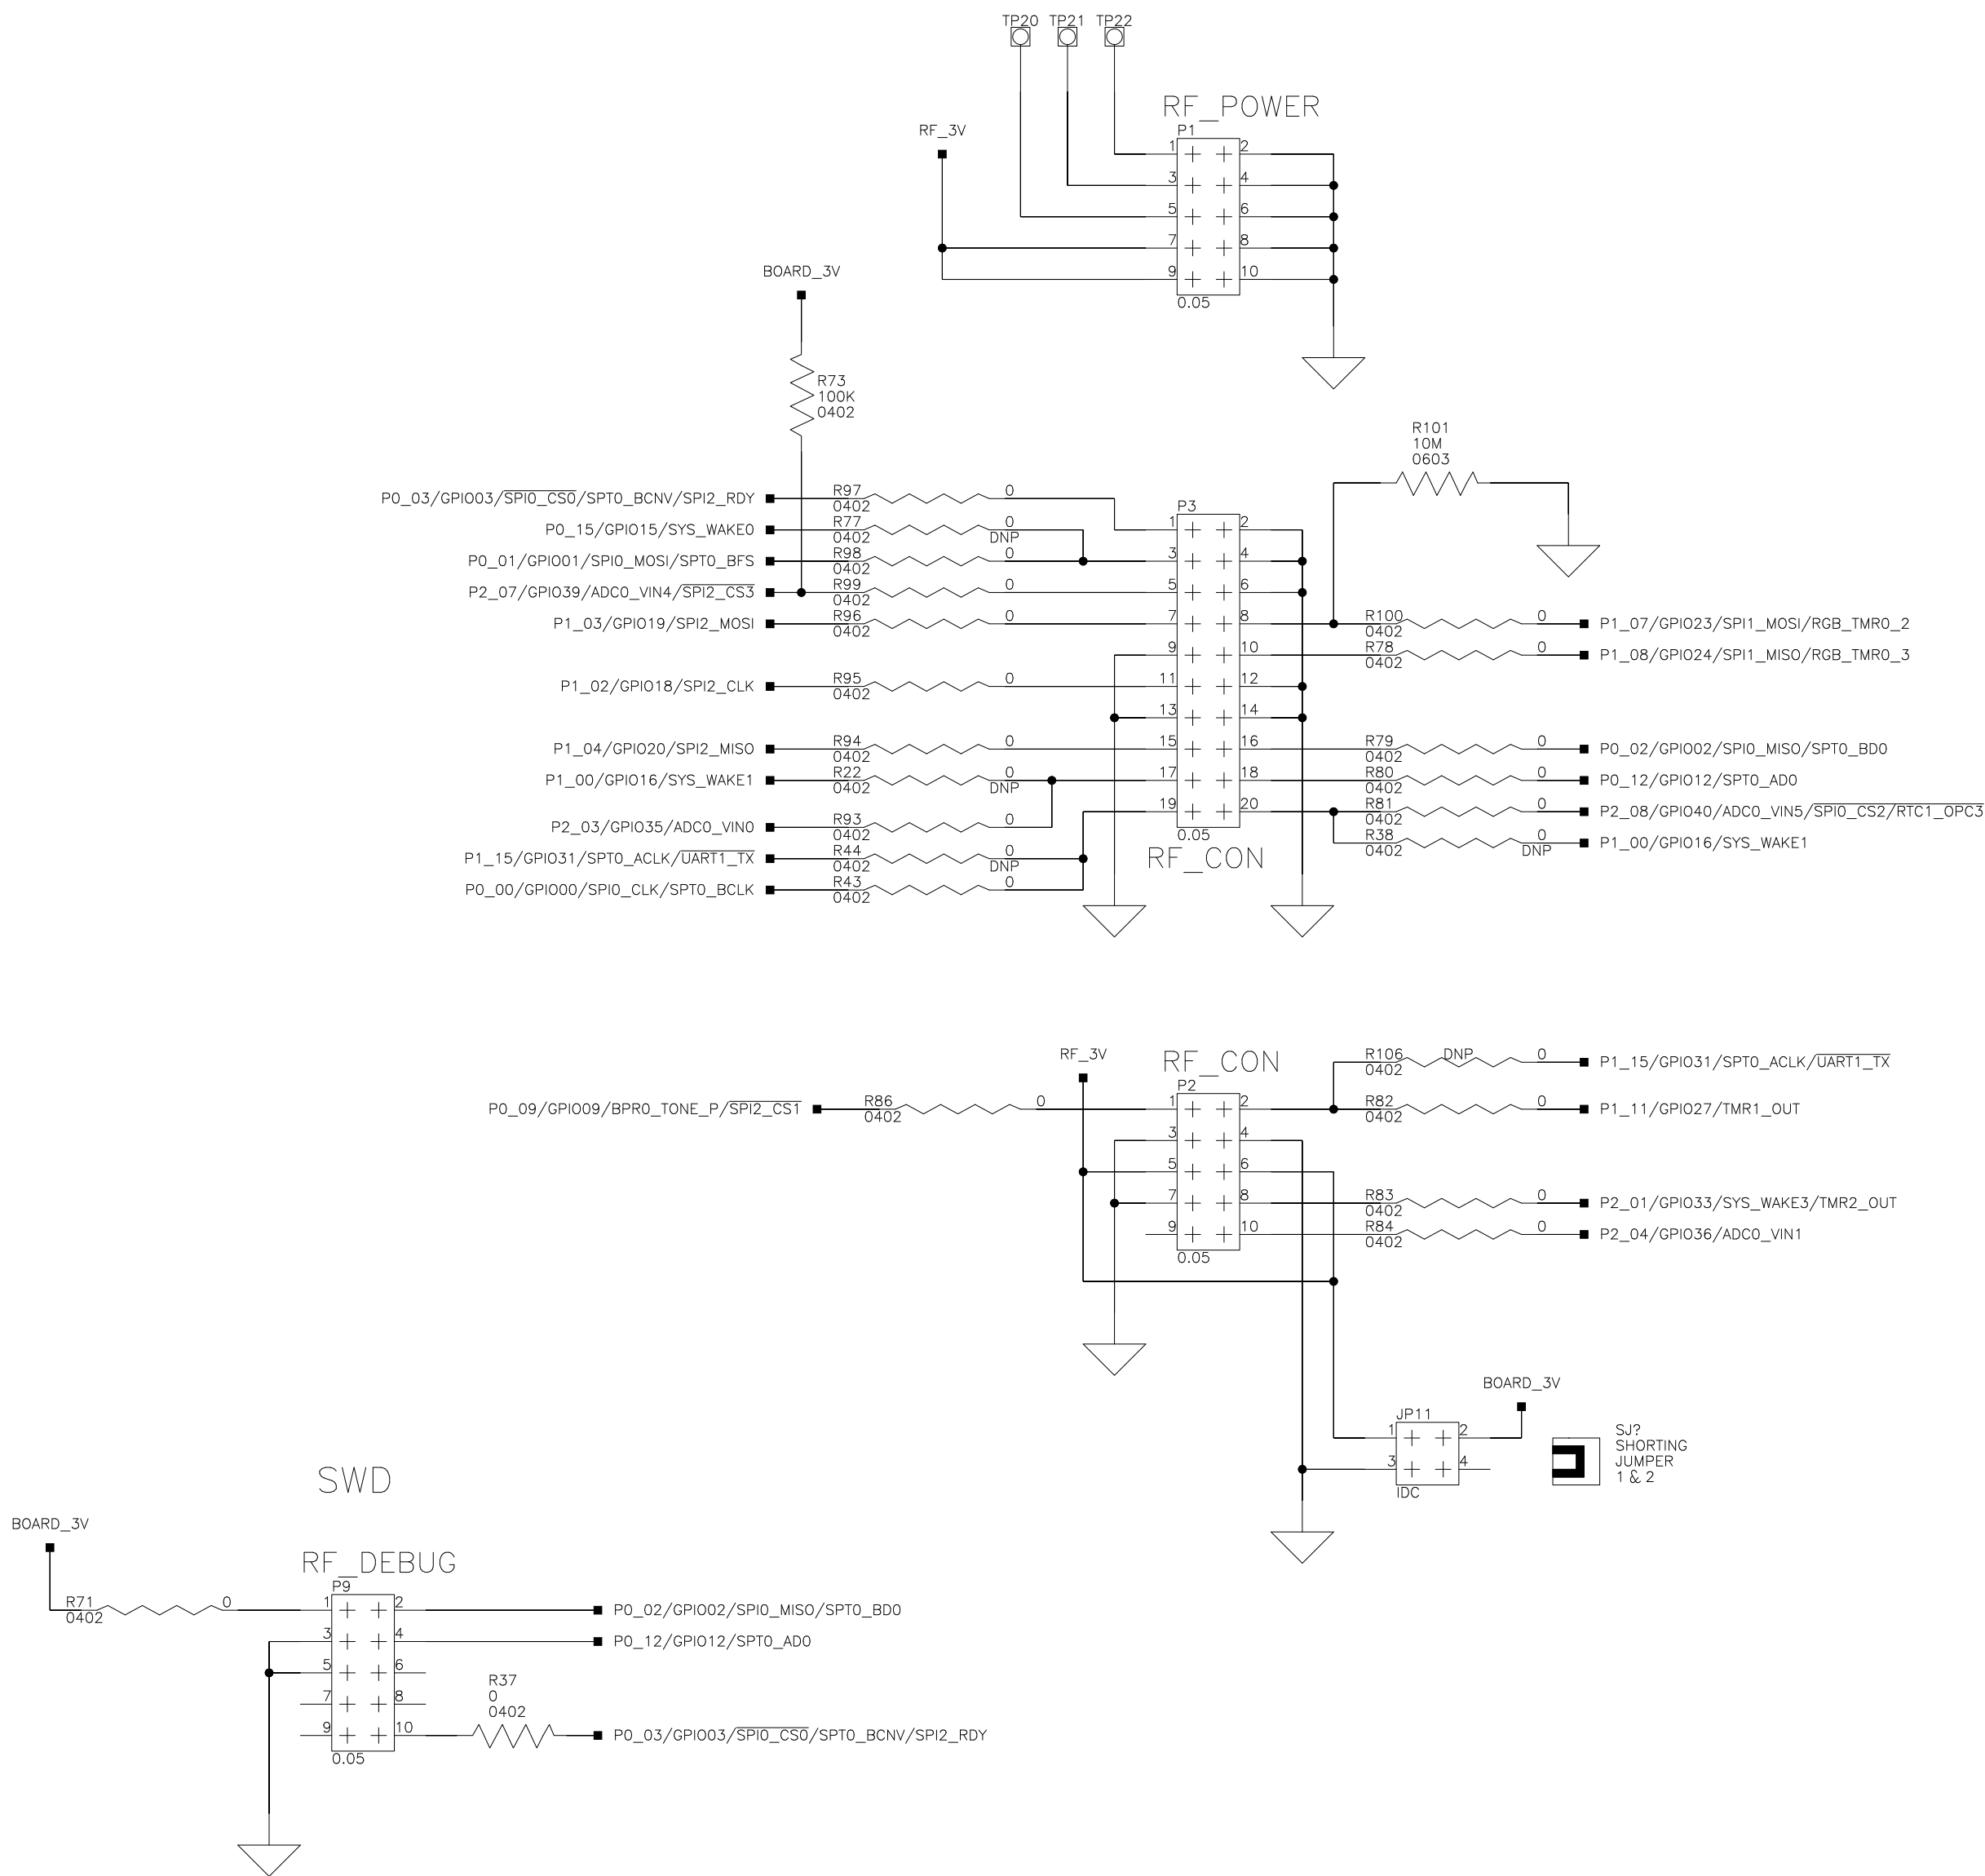 TP20 TP21 TP22
RF_POWER
RF_3V
P1
1 2
3 4
5 6
7 8
9 10
0.05
BOARD_3V
R73
100K
0402
R101
10M
0603
P0_03/GPIO03/SPI0_CS0/SPT0_BCNV/SPI2_RDY R97 0
0402
P0_15/GPIO15/SYS_WAKE0 R77 0
0402 DNP
P0_01/GPIO01/SPI0_MOSI/SPT0_BFS R98 0
0402
P2_07/GPIO39/ADC0_VIN4/SPI2_CS3 R99 0
0402
P1_03/GPIO19/SPI2_MOSI R96 0
0402
P1_02/GPIO18/SPI2_CLK R95 0
0402
P1_04/GPIO20/SPI2_MISO R94 0
0402
P1_00/GPIO16/SYS_WAKE1 R22 0
0402 DNP
P2_03/GPIO35/ADC0_VIN0 R93 0
0402
P1_15/GPIO31/SPT0_ACLK/UART1_TX R44 0
0402 DNP
P0_00/GPIO00/SPI0_CLK/SPT0_BCLK R43 0
0402
P3
1 2
3 4
5 6
7 8
9 10
11 12
13 14
15 16
17 18
19 20
0.05
RF_CON
R100 0 P1_07/GPIO23/SPI1_MOSI/RGB_TMR0_2
0402
R78 0 P1_08/GPIO24/SPI1_MISO/RGB_TMR0_3
0402
R79 0 P0_02/GPIO02/SPI0_MISO/SPT0_BD0
0402
R80 0 P0_12/GPIO12/SPT0_AD0
0402
R81 0 P2_08/GPIO40/ADC0_VIN5/SPI0_CS2/RTC1_OPC3
0402
R38 0 P1_00/GPIO16/SYS_WAKE1
0402 DNP
RF_3V
RF_CON
P2
P0_09/GPIO09/BPR0_TONE_P/SPI2_CS1 R86 0
0402
1 2
3 4
5 6
7 8
9 10
0.05
R106 DNP 0 P1_15/GPIO31/SPT0_ACLK/UART1_TX
0402
R82 0 P1_11/GPIO27/TMR1_OUT
0402
R83 0 P2_01/GPIO33/SYS_WAKE3/TMR2_OUT
0402
R84 0 P2_04/GPIO36/ADC0_VIN1
0402
BOARD_3V
JP11
1 2
3 4
IDC
SJ?
SHORTING
JUMPER
1 & 2
SWD
BOARD_3V
RF_DEBUG
P9
R71 0
0402
1 2
3 4
5 6
7 8
9 10
0.05
P0_02/GPIO02/SPI0_MISO/SPT0_BD0
P0_12/GPIO12/SPT0_AD0
R37
0
0402
P0_03/GPIO03/SPI0_CS0/SPT0_BCNV/SPI2_RDY